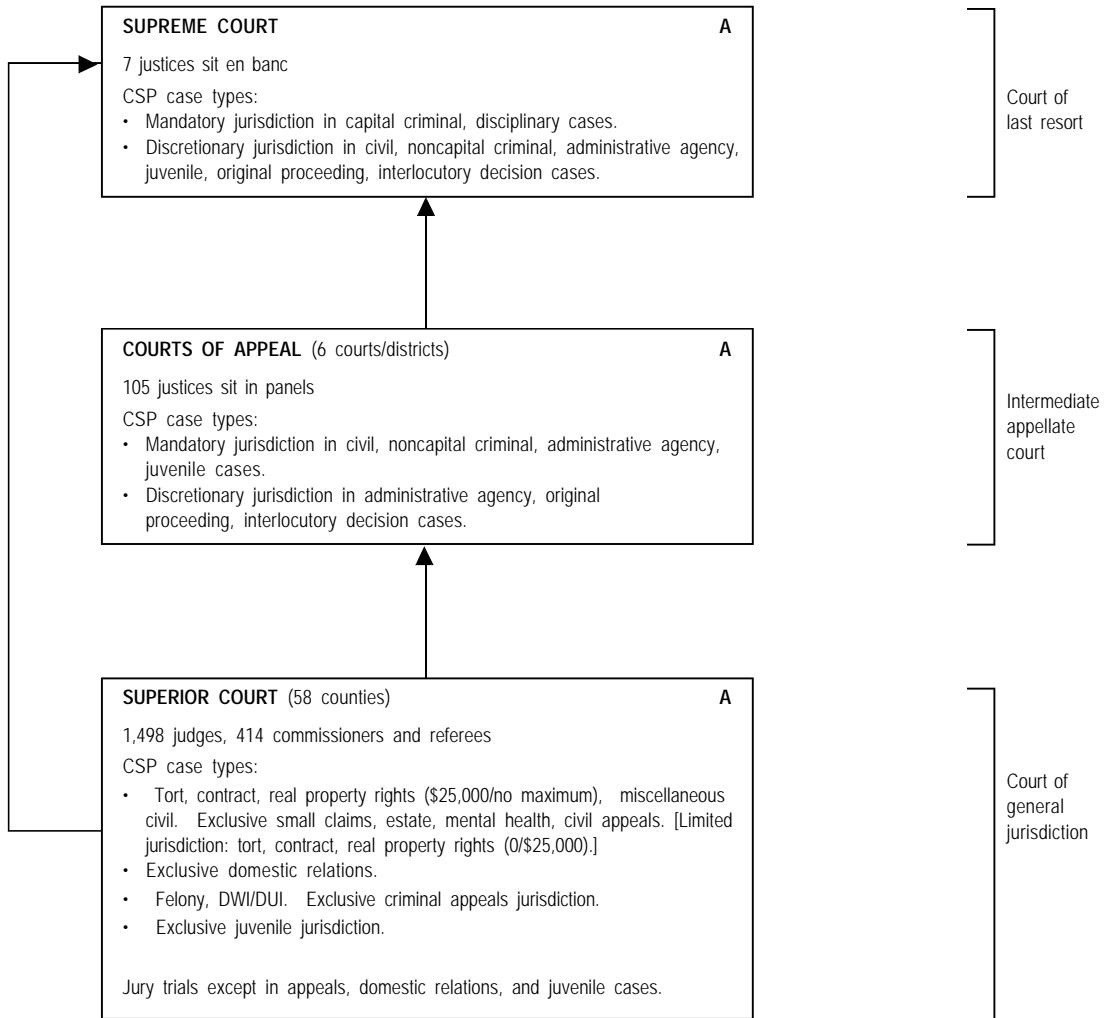 SUPREME COURT A
7 justices sit en banc
CSP case types:
• Mandatory jurisdiction in capital criminal, disciplinary cases.
• Discretionary jurisdiction in civil, noncapital criminal, administrative agency,
juvenile, original proceeding, interlocutory decision cases.
Court of
last resort
COURTS OF APPEAL (6 courts/districts) A
105 justices sit in panels
CSP case types:
• Mandatory jurisdiction in civil, noncapital criminal, administrative agency,
juvenile cases.
• Discretionary jurisdiction in administrative agency, original
proceeding, interlocutory decision cases.
Intermediate
appellate
court
SUPERIOR COURT (58 counties) A
1,498 judges, 414 commissioners and referees
CSP case types:
• Tort, contract, real property rights ($25,000/no maximum), miscellaneous
civil. Exclusive small claims, estate, mental health, civil appeals. [Limited
jurisdiction: tort, contract, real property rights (0/$25,000).]
• Exclusive domestic relations.
• Felony, DWI/DUI. Exclusive criminal appeals jurisdiction.
• Exclusive juvenile jurisdiction.
Jury trials except in appeals, domestic relations, and juvenile cases.
Court of
general
jurisdiction